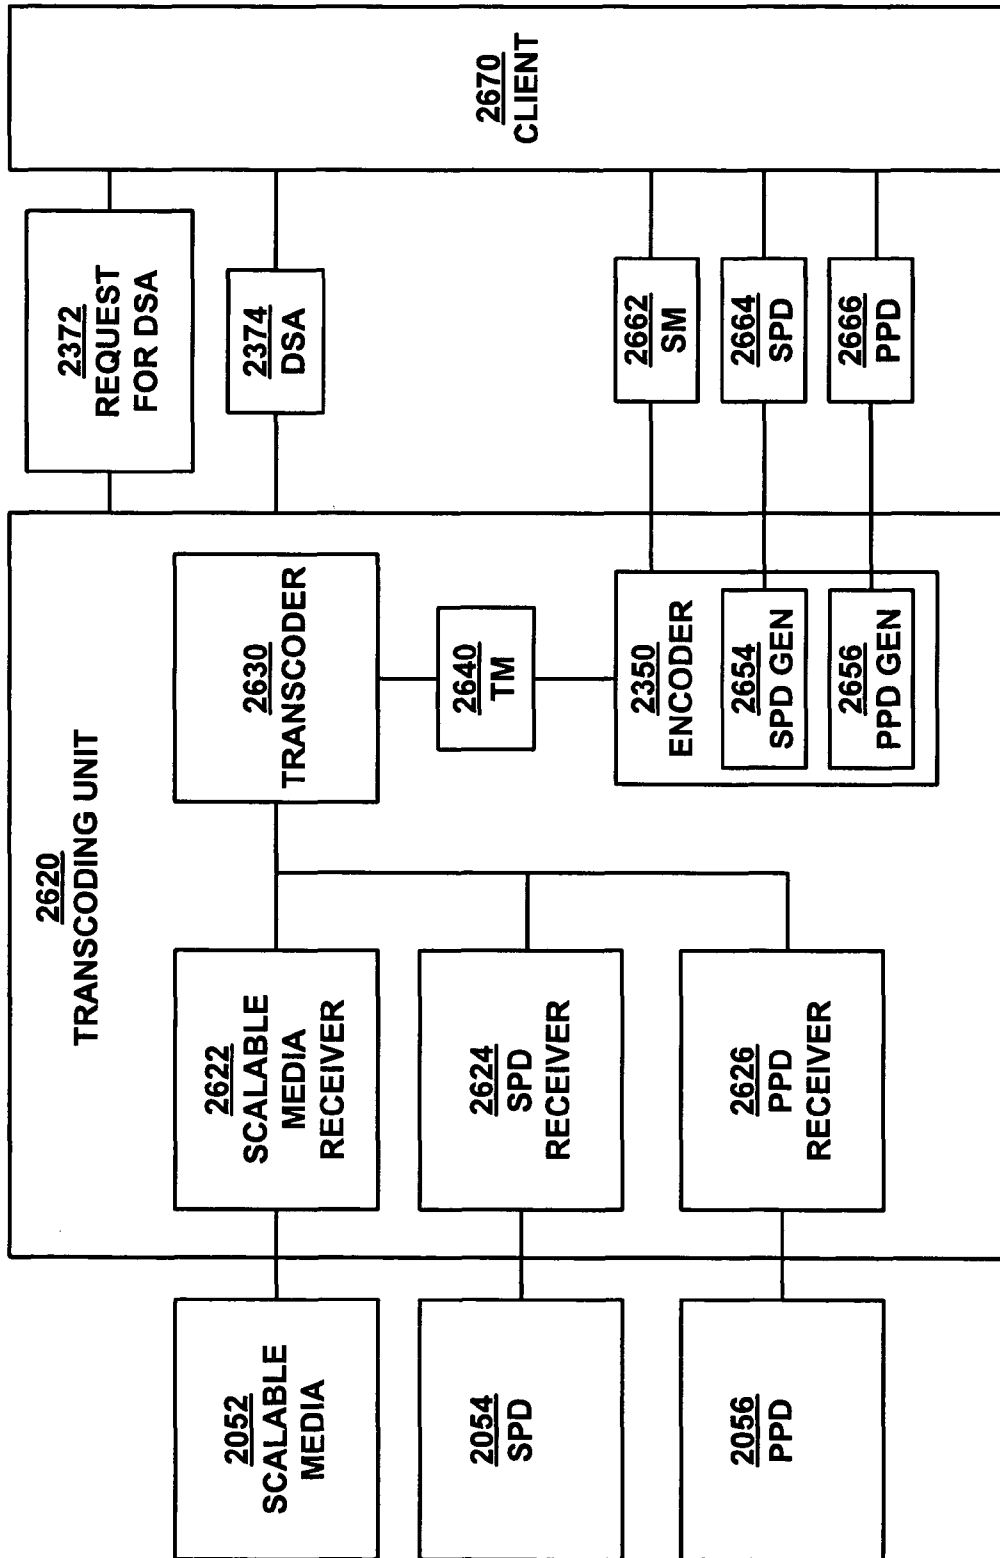 2620
TRANSCODING UNIT
2052
SCALABLE
MEDIA
2622
SCALABLE
MEDIA
RECEIVER
2630
TRANSCODER
2372
REQUEST
FOR DSA
2374
DSA
2054
SPD
2624
SPD
RECEIVER
2640
TM
2056
PPD
2626
PPD
RECEIVER
2350
ENCODER
2654
SPD GEN
2656
PPD GEN
2662
SM
2664
SPD
2666
PPD
2670
CLIENT